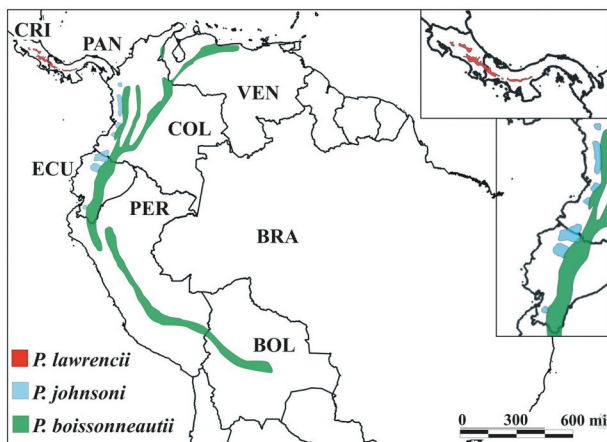 CRI
PAN
VEN
COL
ECU
PER
BRA
BOL
P. lawrencii
P. johnsoni
P. boissonneautii
0 300 600 mi